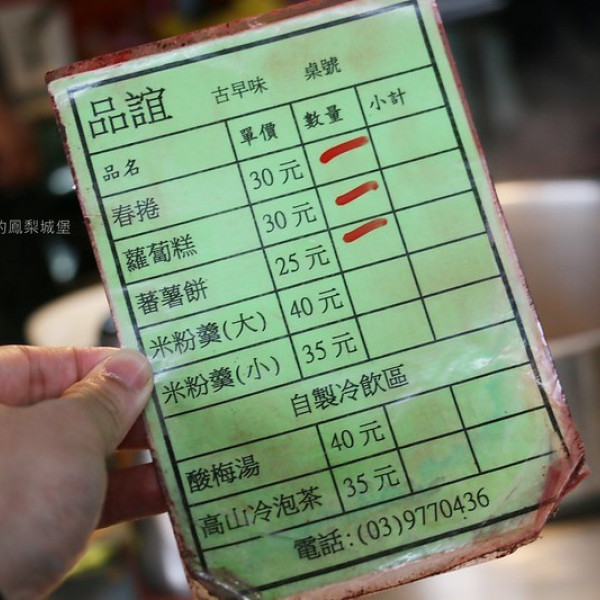 品誼 古早味 桌號
品名 單價 數量 小計
春捲 30元
蘿蔔糕 30元
蕃薯餅 25元
米粉羹(大) 40元
米粉羹(小) 35元
自製冷飲區
酸梅湯 40元
高山冷泡茶 35元
電話:(03)9770436
的鳳梨城堡